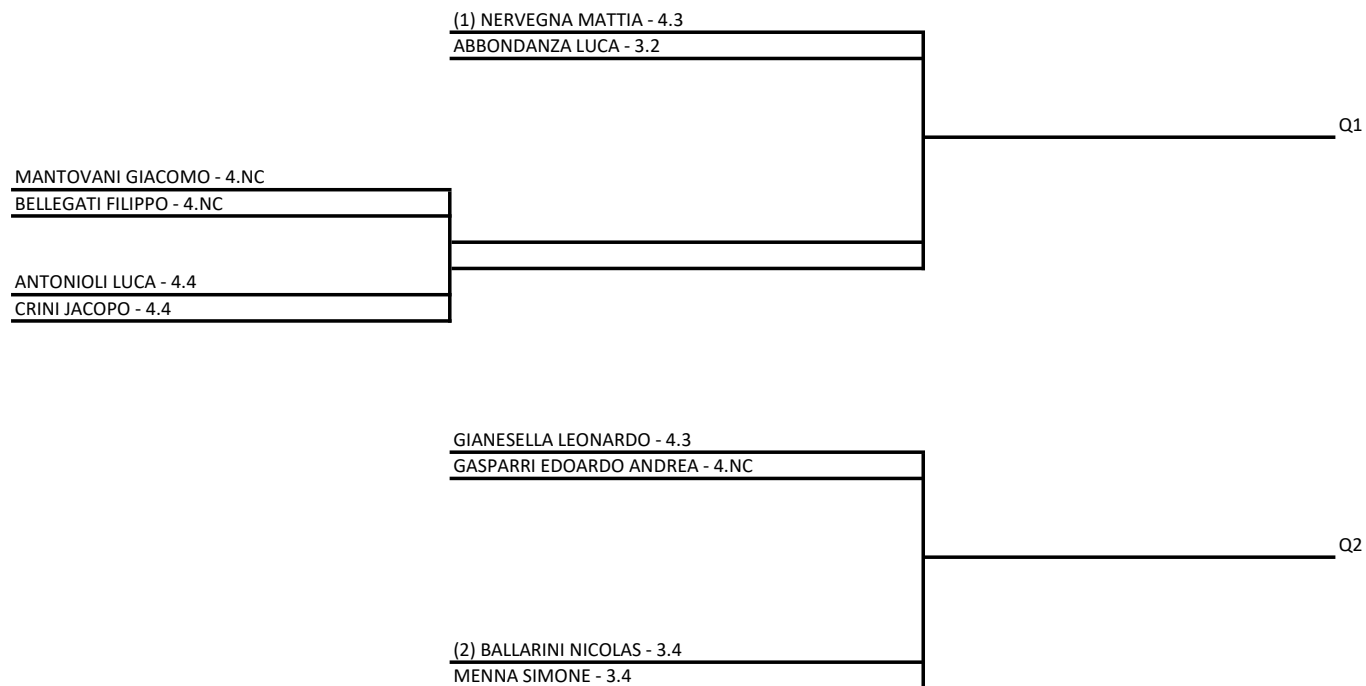 (1) NERVEGNA MATTIA - 4.3
ABBONDANZA LUCA - 3.2
Q1
MANTOVANI GIACOMO - 4.NC
BELLEGATI FILIPPO - 4.NC
ANTONIOLI LUCA - 4.4
CRINI JACOPO - 4.4
GIANESELLA LEONARDO - 4.3
GASPARRI EDOARDO ANDREA - 4.NC
Q2
(2) BALLARINI NICOLAS - 3.4
MENNA SIMONE - 3.4